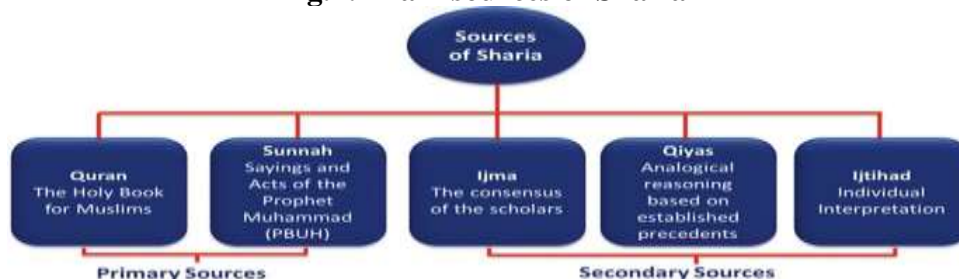 Sources
of Sharia
Quran
The Holy Book
for Muslims
Sunnah
Sayings and
Acts of the
Prophet
Muhammad
(PBUH)
Ijma
The consensus
of the scholars
Qiyas
Analogical
reasoning
based on
established
precedents
Ijtihad
Individual
Interpretation
Primary Sources
Secondary Sources